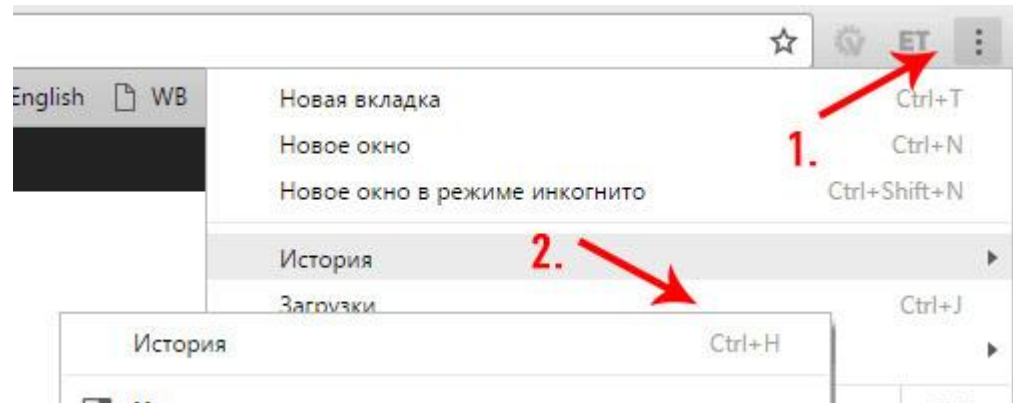 ET
English WB
Новая вкладка Ctrl+T
1.
Новое окно Ctrl+N
Новое окно в режиме инкогнито Ctrl+Shift+N
2.
История
Загрузки Ctrl+J
История Ctrl+H